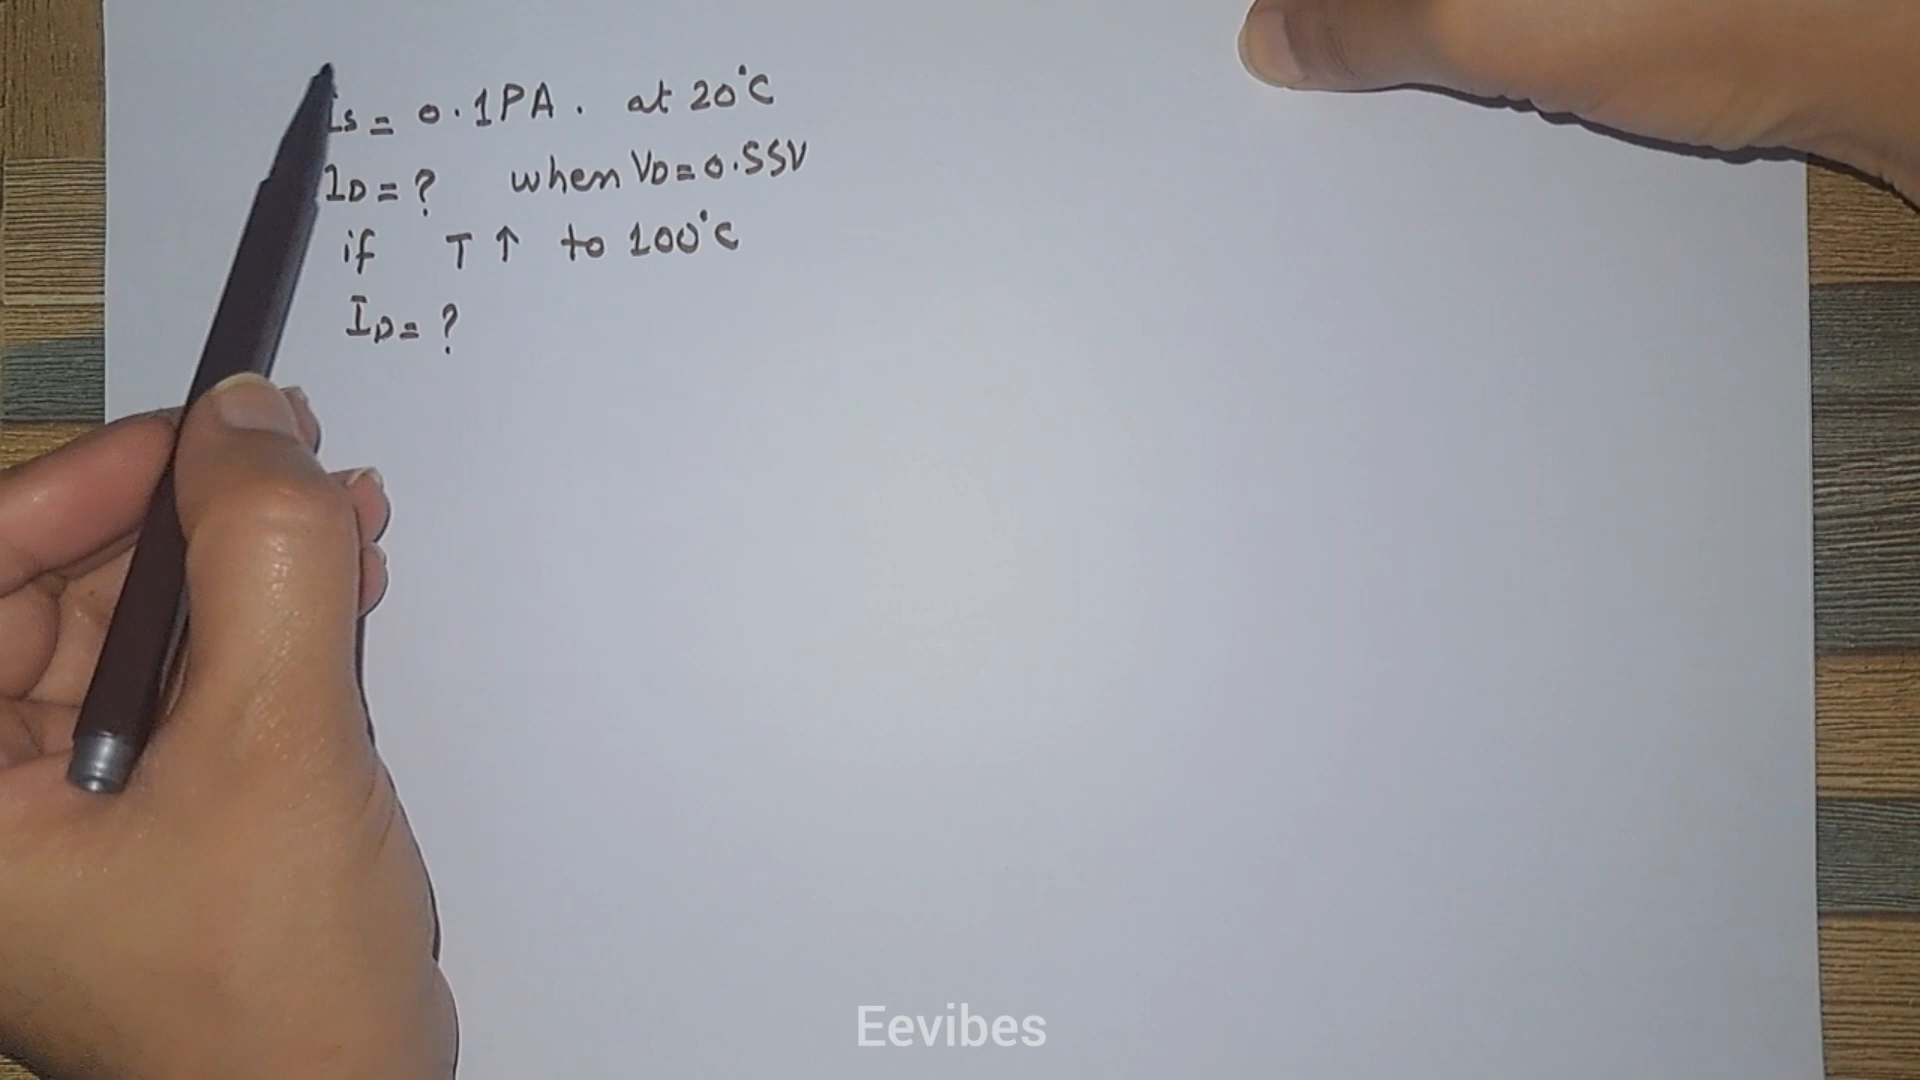 Is = 0.1PA. at 20°C
ID = ? when VD = 0.55V
if T ↑ to 100°C
ID = ?
Eevibes